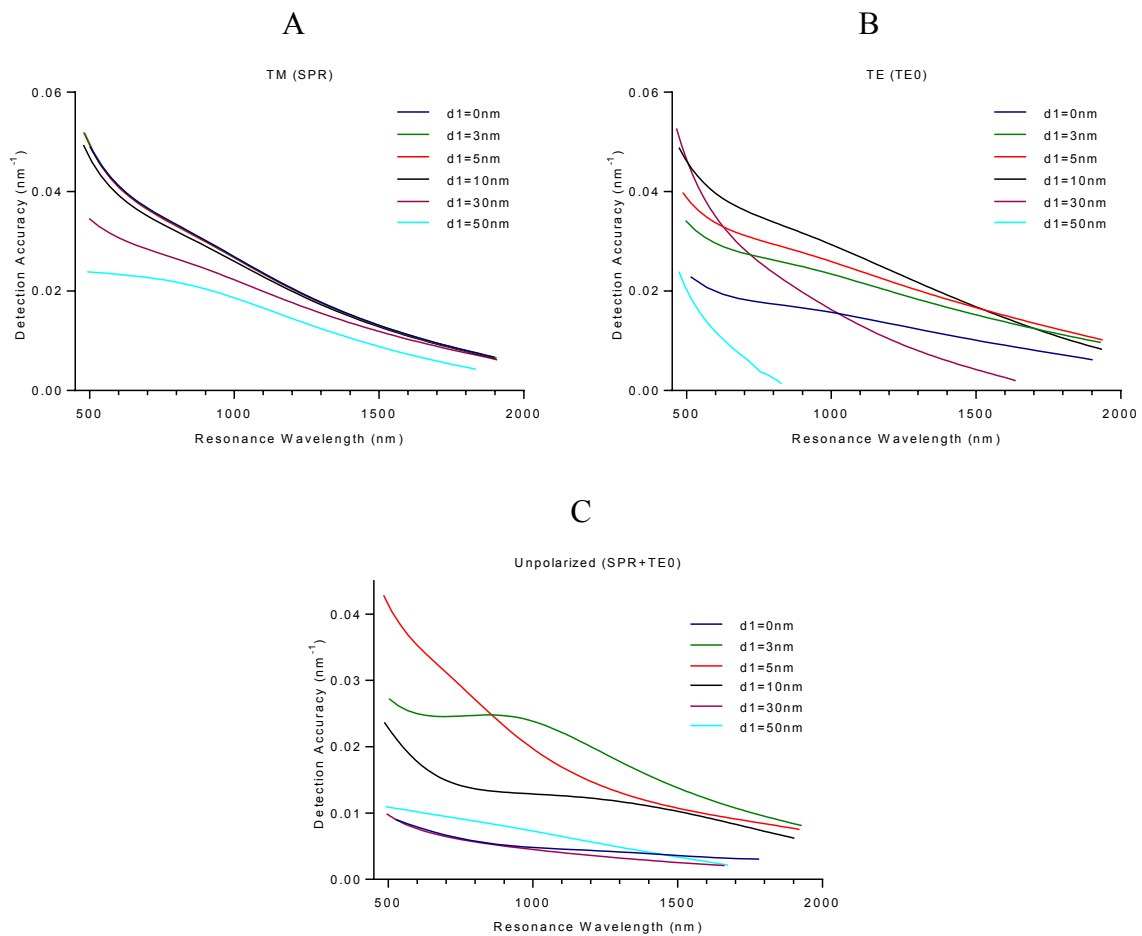 A
TM (SPR)
Detection Accuracy (nm-1)
0.06
0.04
0.02
0.00
d1=0nm
d1=3nm
d1=5nm
d1=10nm
d1=30nm
d1=50nm
500 1000 1500 2000
Resonance Wavelength (nm)
B
TE (TE0)
Detection Accuracy (nm-1)
0.06
0.04
0.02
0.00
d1=0nm
d1=3nm
d1=5nm
d1=10nm
d1=30nm
d1=50nm
500 1000 1500 2000
Resonance Wavelength (nm)
C
Unpolarized (SPR+TE0)
Detection Accuracy (nm-1)
0.04
0.03
0.02
0.01
0.00
d1=0nm
d1=3nm
d1=5nm
d1=10nm
d1=30nm
d1=50nm
500 1000 1500 2000
Resonance Wavelength (nm)